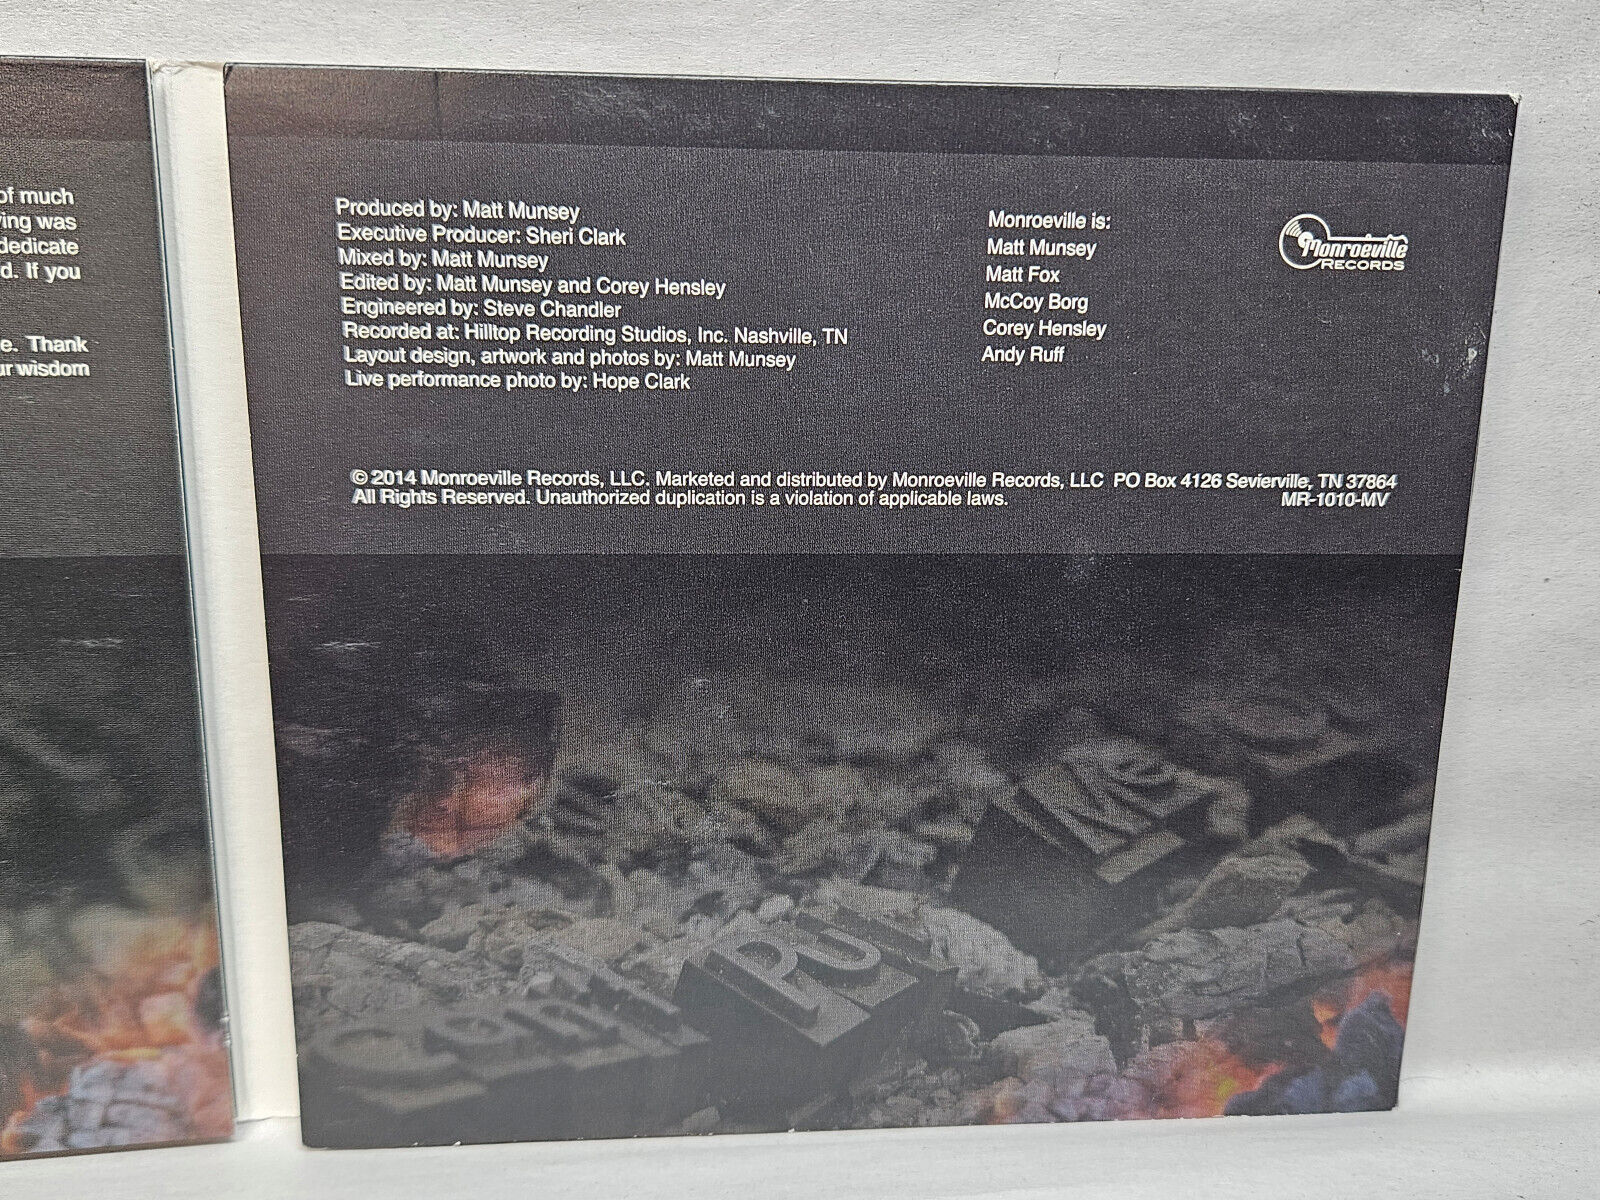 of much
ying was
dedicate
d. If you
e. Thank
ur wisdom
Produced by: Matt Munsey
Executive Producer: Sheri Clark
Mixed by: Matt Munsey
Edited by: Matt Munsey and Corey Hensley
Engineered by: Steve Chandler
Recorded at: Hilltop Recording Studios, Inc. Nashville, TN
Layout design, artwork and photos by: Matt Munsey
Live performance photo by: Hope Clark
Monroeville is:
Matt Munsey
Matt Fox
McCoy Borg
Corey Hensley
Andy Ruff
Monroeville
RECORDS
© 2014 Monroeville Records, LLC. Marketed and distributed by Monroeville Records, LLC PO Box 4126 Sevierville, TN 37864
All Rights Reserved. Unauthorized duplication is a violation of applicable laws. MR-1010-MV
Me
Don't Put